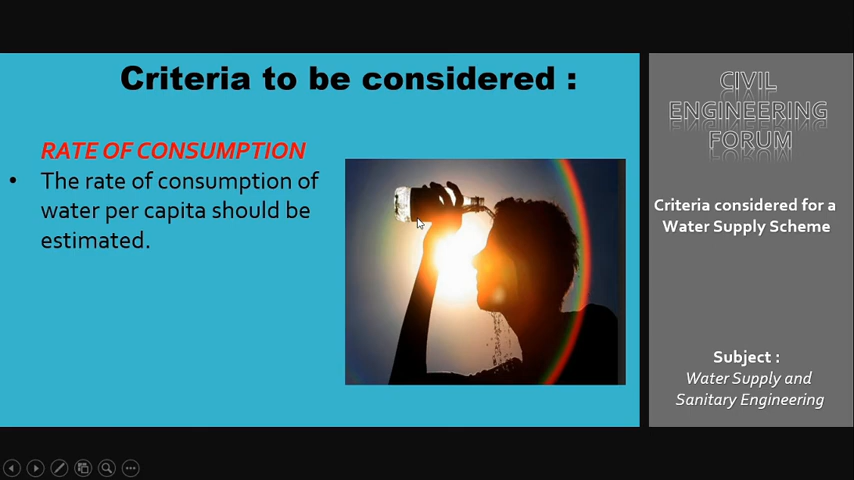 Criteria to be considered :
RATE OF CONSUMPTION
• The rate of consumption of
water per capita should be
estimated.
CIVIL
ENGINEERING
FORUM
Criteria considered for a
Water Supply Scheme
Subject :
Water Supply and
Sanitary Engineering